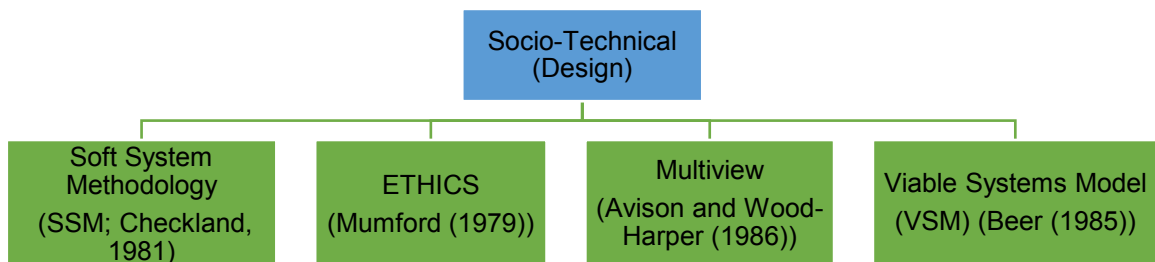 Socio-Technical
(Design)
Soft System
Methodology
(SSM; Checkland,
1981)
ETHICS
(Mumford (1979))
Multiview
(Avison and Wood-
Harper (1986))
Viable Systems Model
(VSM) (Beer (1985))